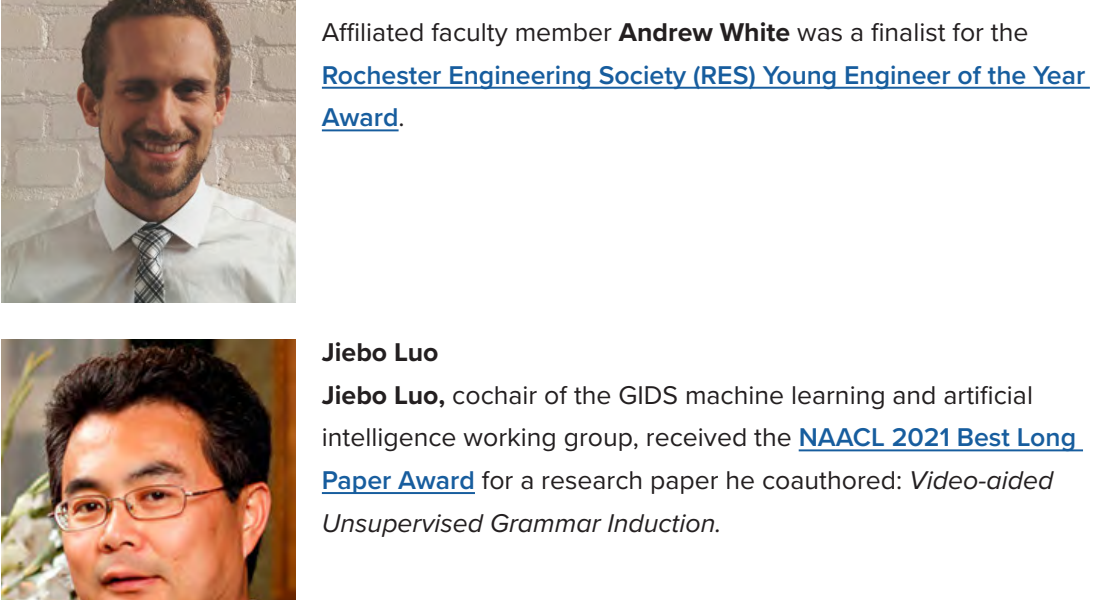 Affiliated faculty member Andrew White was a finalist for the
Rochester Engineering Society (RES) Young Engineer of the Year
Award.
Jiebo Luo
Jiebo Luo, cochair of the GIDS machine learning and artificial
intelligence working group, received the NAACL 2021 Best Long
Paper Award for a research paper he coauthored: Video-aided
Unsupervised Grammar Induction.